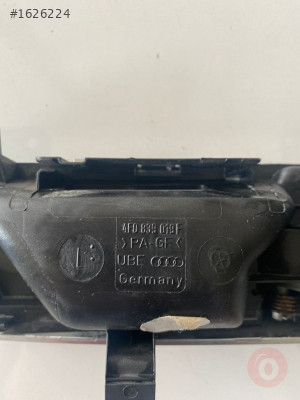 #1626224
4F0 839 019 F
>PA-GF<
UBE
Germany
L